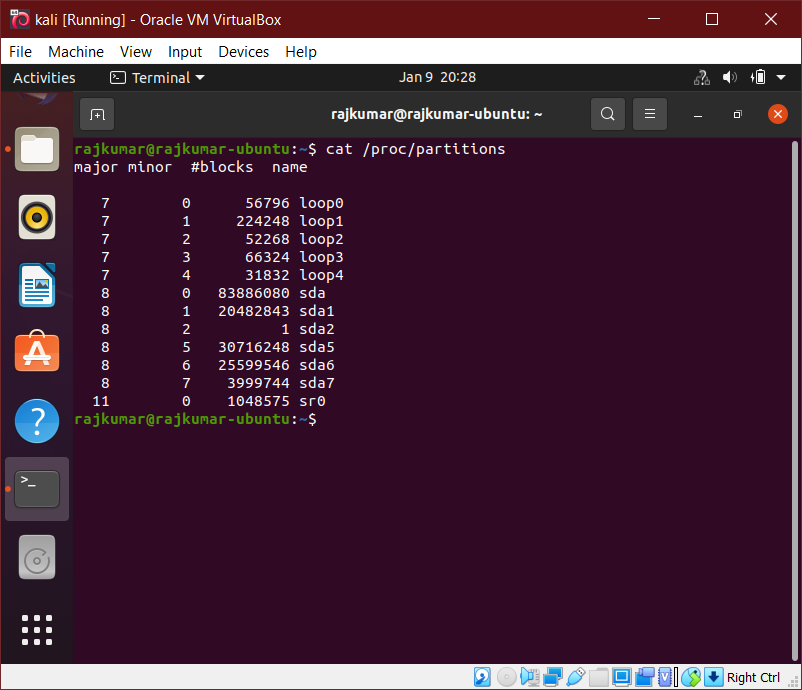 kali [Running] - Oracle VM VirtualBox
File Machine View Input Devices Help
Activities Terminal Jan 9 20:28
rajkumar@rajkumar-ubuntu: ~
rajkumar@rajkumar-ubuntu:~$ cat /proc/partitions
major minor  #blocks  name

   7        0      56796 loop0
   7        1     224248 loop1
   7        2      52268 loop2
   7        3      66324 loop3
   7        4      31832 loop4
   8        0   83886080 sda
   8        1   20482843 sda1
   8        2          1 sda2
   8        5   30716248 sda5
   8        6   25599546 sda6
   8        7    3999744 sda7
  11        0    1048575 sr0
rajkumar@rajkumar-ubuntu:~$
Right Ctrl